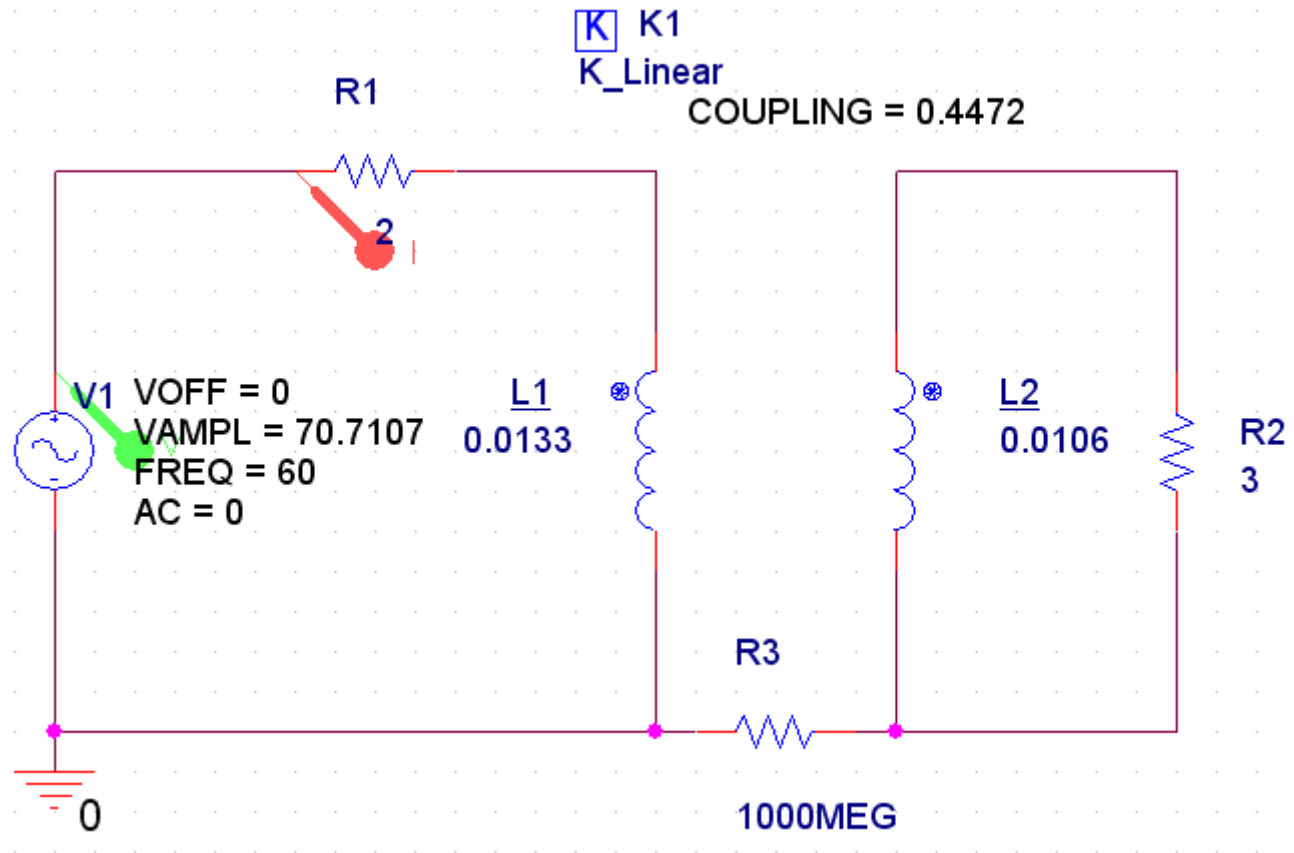 K K1
K_Linear
R1
COUPLING = 0.4472
2
I
V1 VOFF = 0
VAMPL = 70.7107
FREQ = 60
AC = 0
V
+
-
L1
0.0133
L2
0.0106
R2
3
R3
1000MEG
0